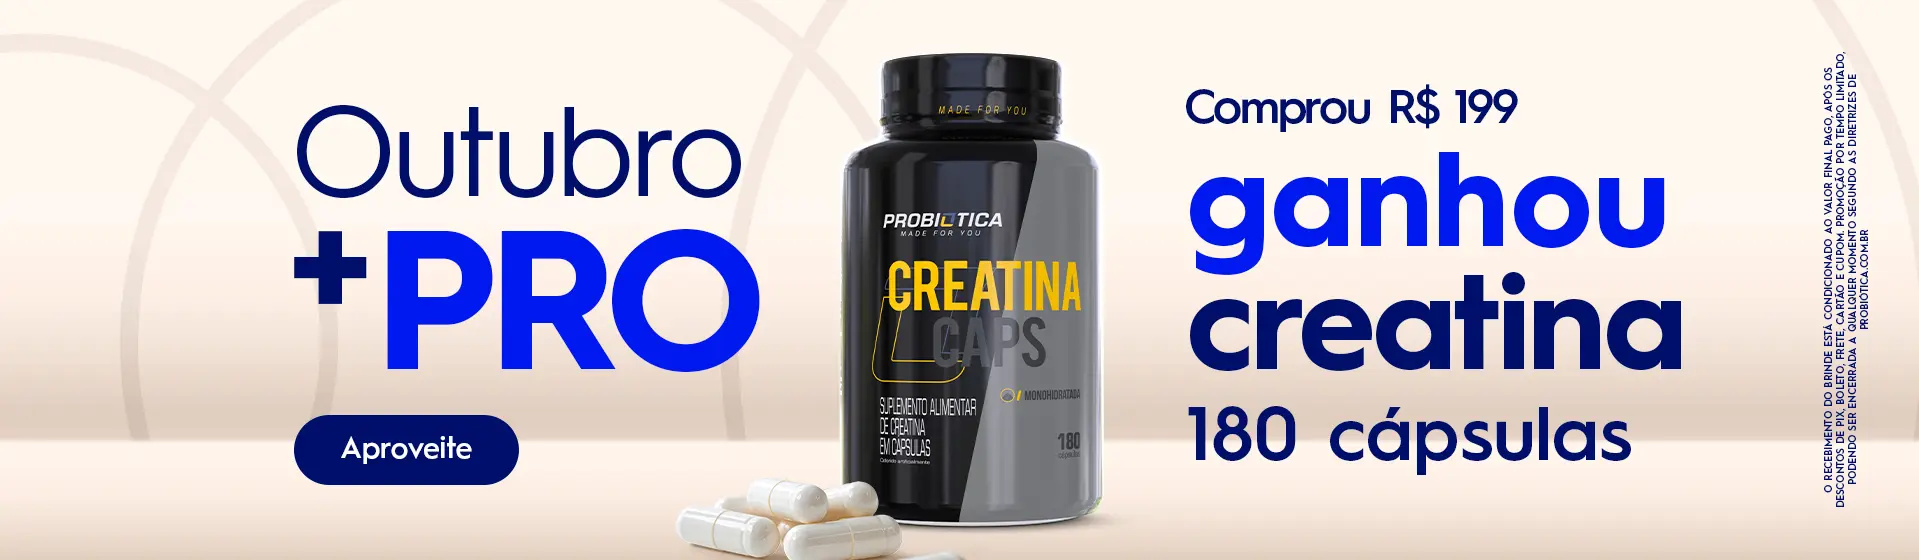 Outubro
+PRO
Aproveite
MADE FOR YOU
PROBIOTICA
MADE FOR YOU
CREATINA
CAPS
MONOHIDRATADA
SUPLEMENTO ALIMENTAR
DE CREATINA
EM CÁPSULAS
Colorido artificialmente
180
cápsulas
Comprou R$ 199
ganhou
creatina
180 cápsulas
O RECEBIMENTO DO BRINDE ESTÁ CONDICIONADO AO VALOR FINAL PAGO, APÓS OS
DESCONTOS DE PIX, BOLETO, FRETE, CARTÃO E CUPOM. PROMOÇÃO POR TEMPO LIMITADO,
PODENDO SER ENCERRADA A QUALQUER MOMENTO SEGUNDO AS DIRETRIZES DE
PROBIOTICA.COM.BR